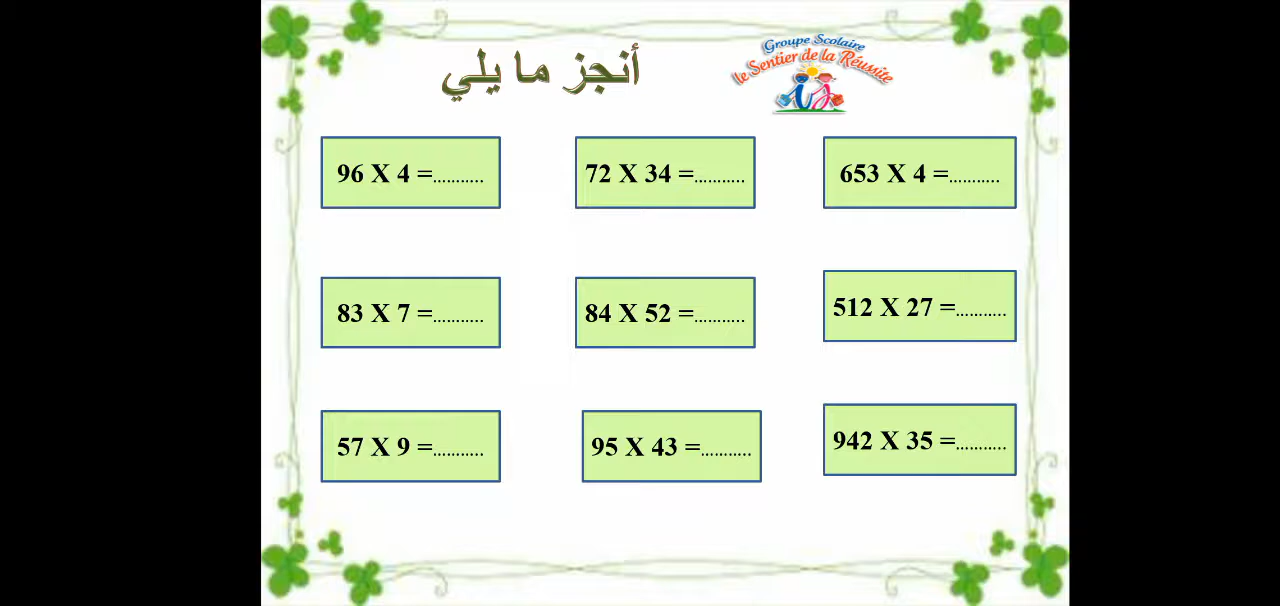 أنجز ما يلي
Groupe Scolaire
le Sentier de la Réussite
96 X 4 =...........
72 X 34 =...........
653 X 4 =...........
83 X 7 =...........
84 X 52 =...........
512 X 27 =...........
57 X 9 =...........
95 X 43 =...........
942 X 35 =...........